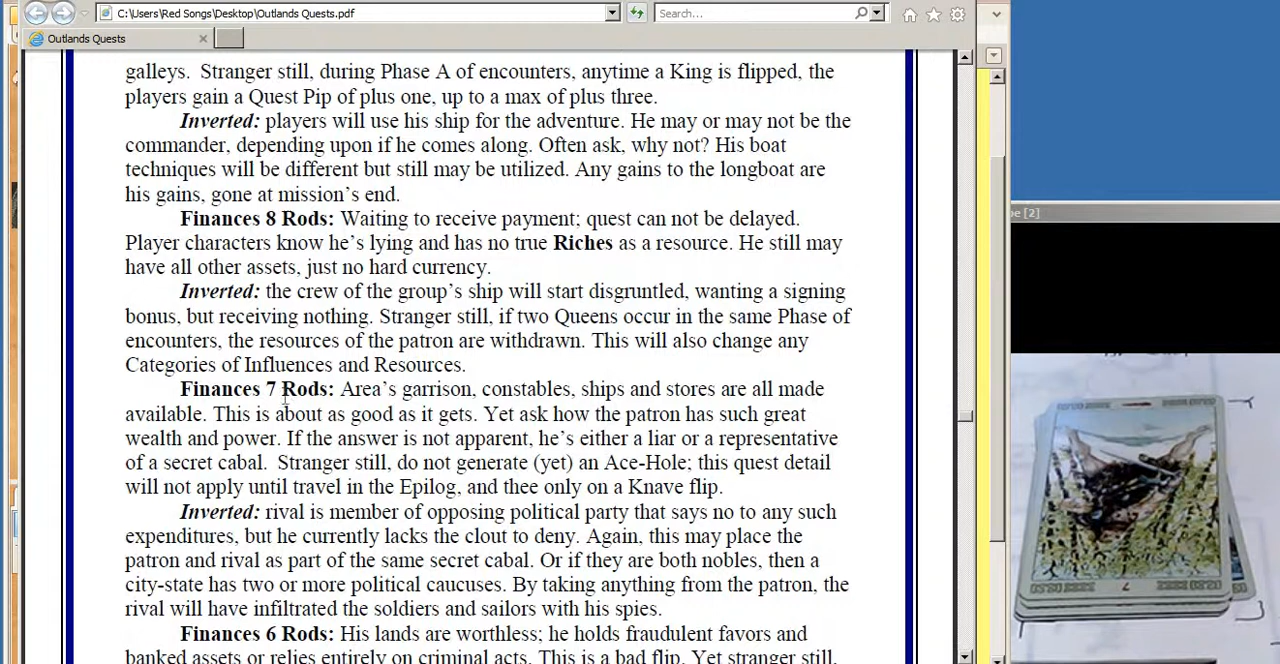 C:\Users\Red Songs\Desktop\Outlands Quests.pdf
Search...
Outlands Quests
galleys. Stranger still, during Phase A of encounters, anytime a King is flipped, the
players gain a Quest Pip of plus one, up to a max of plus three.
Inverted: players will use his ship for the adventure. He may or may not be the
commander, depending upon if he comes along. Often ask, why not? His boat
techniques will be different but still may be utilized. Any gains to the longboat are
his gains, gone at mission's end.
Finances 8 Rods: Waiting to receive payment; quest can not be delayed.
Player characters know he's lying and has no true Riches as a resource. He still may
have all other assets, just no hard currency.
Inverted: the crew of the group's ship will start disgruntled, wanting a signing
bonus, but receiving nothing. Stranger still, if two Queens occur in the same Phase of
encounters, the resources of the patron are withdrawn. This will also change any
Categories of Influences and Resources.
Finances 7 Rods: Area's garrison, constables, ships and stores are all made
available. This is about as good as it gets. Yet ask how the patron has such great
wealth and power. If the answer is not apparent, he's either a liar or a representative
of a secret cabal. Stranger still, do not generate (yet) an Ace-Hole; this quest detail
will not apply until travel in the Epilog, and thee only on a Knave flip.
Inverted: rival is member of opposing political party that says no to any such
expenditures, but he currently lacks the clout to deny. Again, this may place the
patron and rival as part of the same secret cabal. Or if they are both nobles, then a
city-state has two or more political caucuses. By taking anything from the patron, the
rival will have infiltrated the soldiers and sailors with his spies.
Finances 6 Rods: His lands are worthless; he holds fraudulent favors and
banked assets or relies entirely on criminal acts. This is a bad flip. Yet stranger still,
[2]